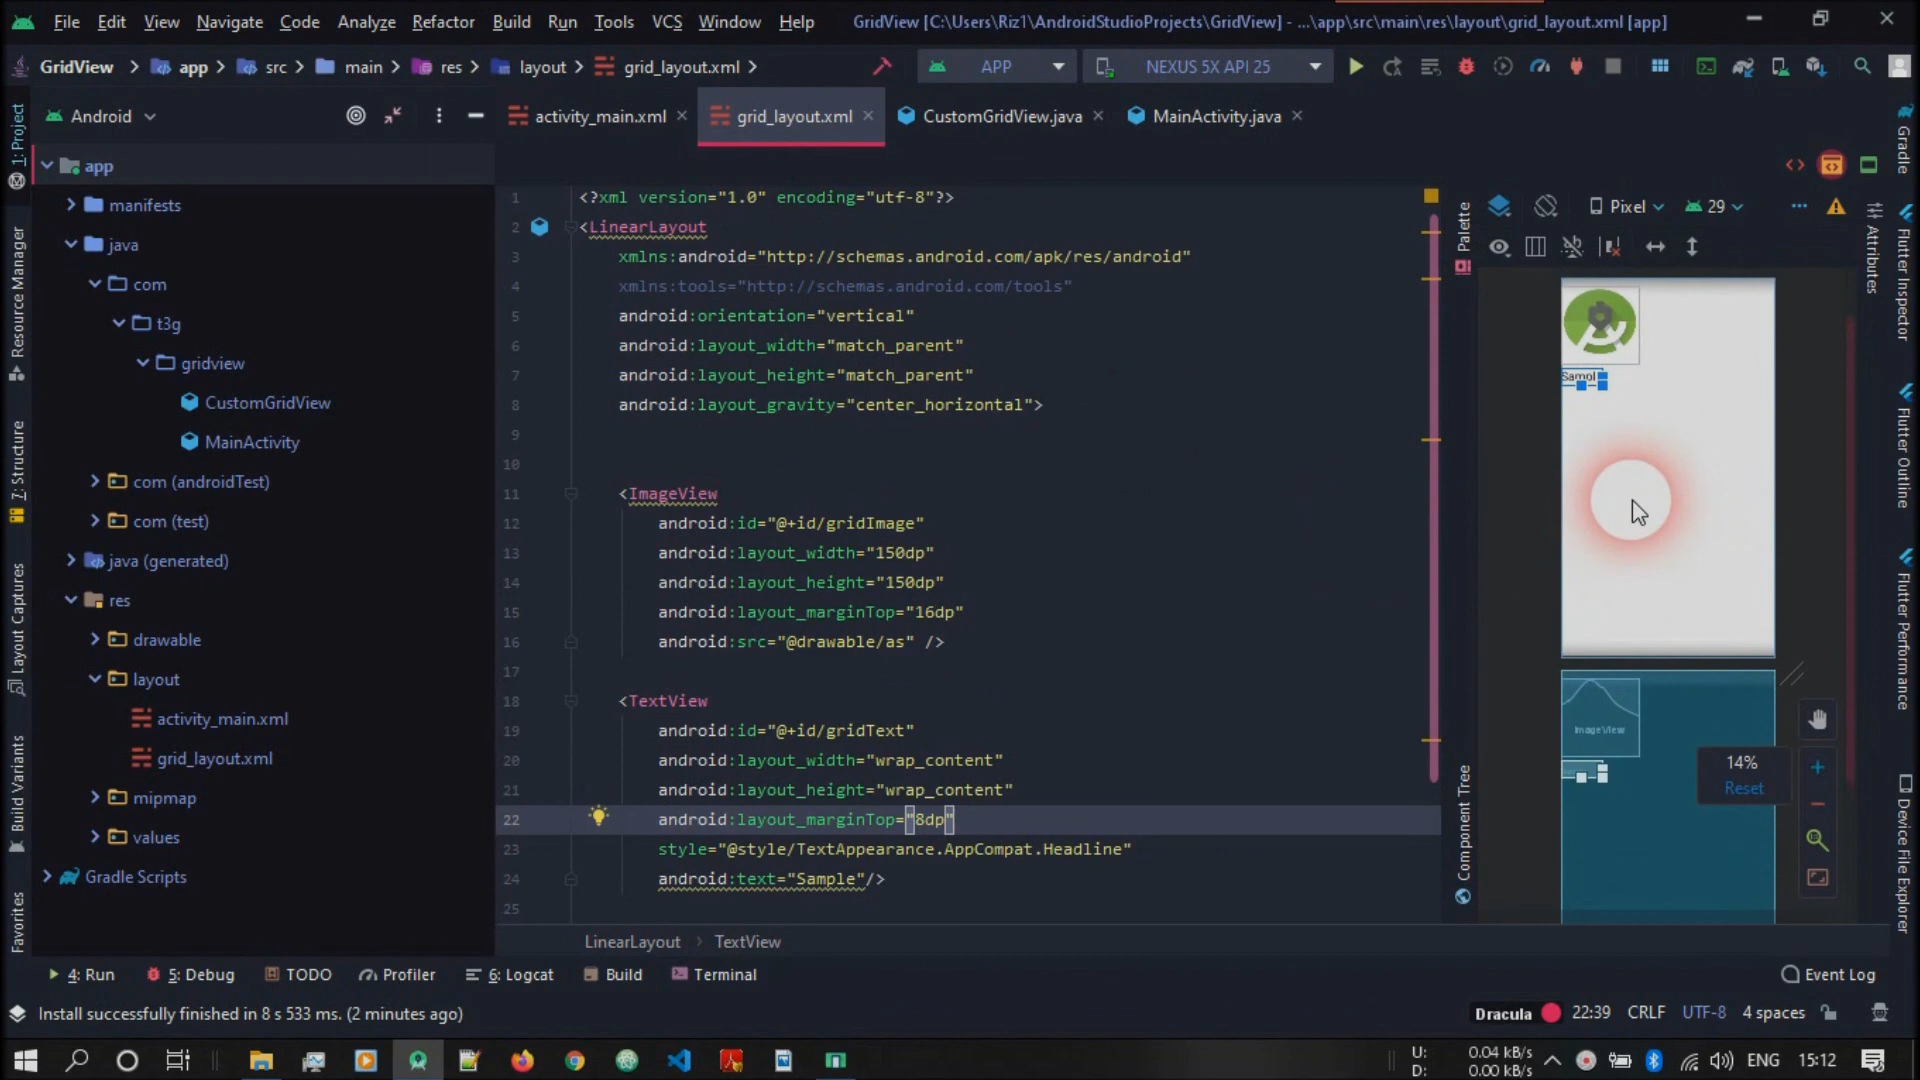 File Edit View Navigate Code Analyze Refactor Build Run Tools VCS Window Help GridView [C:\Users\Riz1\AndroidStudioProjects\GridView] - ...\app\src\main\res\layout\grid_layout.xml [app]
GridView app src main res layout grid_layout.xml APP NEXUS 5X API 25
Android activity_main.xml grid_layout.xml CustomGridView.java MainActivity.java
1: Project
Resource Manager
7: Structure
Layout Captures
Build Variants
Favorites
app
manifests
java
com
t3g
gridview
CustomGridView
MainActivity
com (androidTest)
com (test)
java (generated)
res
drawable
layout
activity_main.xml
grid_layout.xml
mipmap
values
Gradle Scripts
1 <?xml version="1.0" encoding="utf-8"?>
2 <LinearLayout
3 xmlns:android="http://schemas.android.com/apk/res/android"
4 xmlns:tools="http://schemas.android.com/tools"
5 android:orientation="vertical"
6 android:layout_width="match_parent"
7 android:layout_height="match_parent"
8 android:layout_gravity="center_horizontal">
9
10
11 <ImageView
12 android:id="@+id/gridImage"
13 android:layout_width="150dp"
14 android:layout_height="150dp"
15 android:layout_marginTop="16dp"
16 android:src="@drawable/as" />
17
18 <TextView
19 android:id="@+id/gridText"
20 android:layout_width="wrap_content"
21 android:layout_height="wrap_content"
22 android:layout_marginTop="8dp"
23 style="@style/TextAppearance.AppCompat.Headline"
24 android:text="Sample"/>
25
LinearLayout TextView
Palette
Component Tree
Pixel 29
Sampl
ImageView
14%
Reset
Attributes
Gradle
Flutter Inspector
Flutter Outline
Flutter Performance
Device File Explorer
4: Run 5: Debug TODO Profiler 6: Logcat Build Terminal Event Log
Install successfully finished in 8 s 533 ms. (2 minutes ago) Dracula 22:39 CRLF UTF-8 4 spaces
U: 0.04 kB/s
D: 0.00 kB/s
ENG 15:12